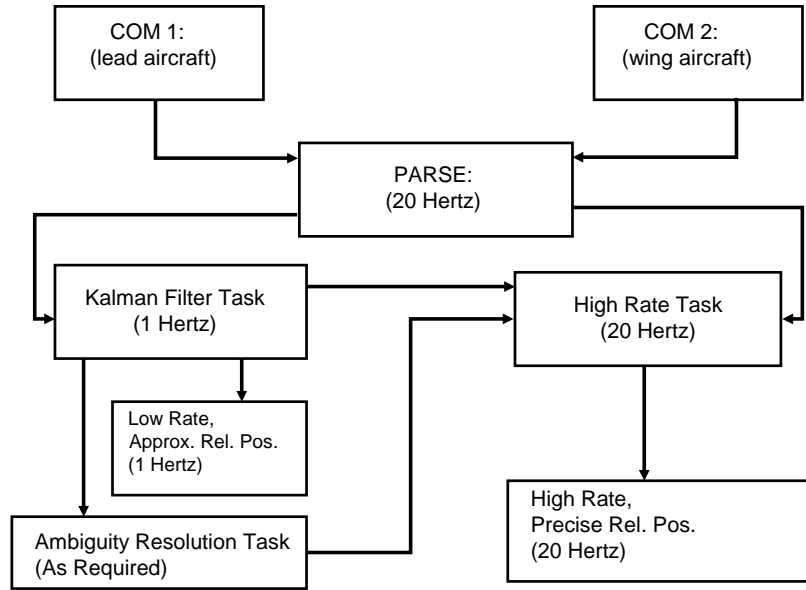 COM 1:
(lead aircraft)
COM 2:
(wing aircraft)
PARSE:
(20 Hertz)
Kalman Filter Task
(1 Hertz)
High Rate Task
(20 Hertz)
Low Rate,
Approx. Rel. Pos.
(1 Hertz)
High Rate,
Precise Rel. Pos.
(20 Hertz)
Ambiguity Resolution Task
(As Required)